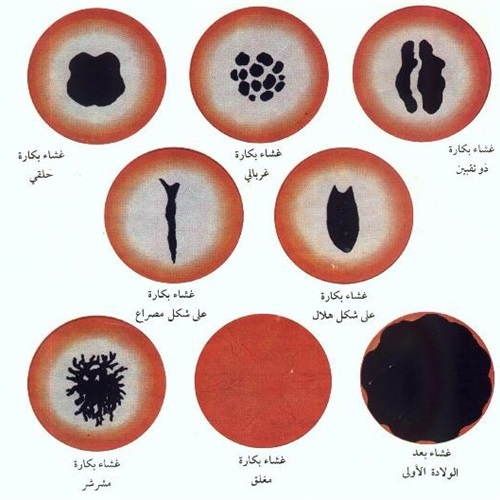 غشاء بكارة
ذو ثقبين
غشاء بكارة
غربالي
غشاء بكارة
حلقي
غشاء بكارة
على شكل هلال
غشاء بكارة
على شكل مصراع
غشاء بعد
الولادة الأولى
غشاء بكارة
مغلق
غشاء بكارة
مشرشر